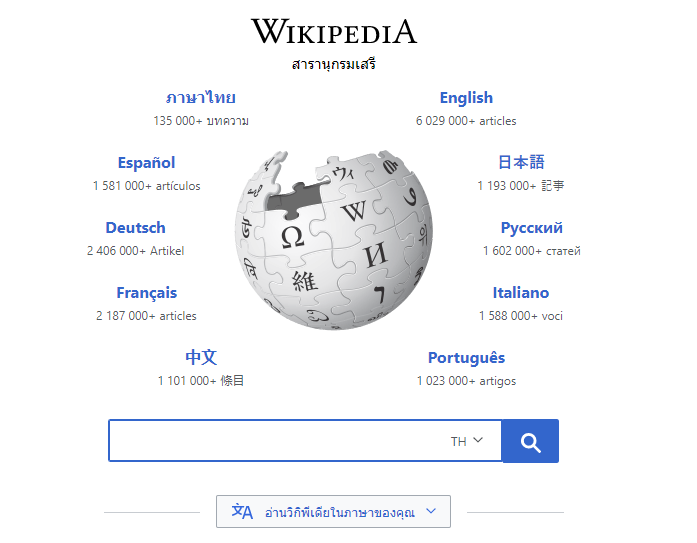 WIKIPEDIA
สารานุกรมเสรี
ภาษาไทย
135 000+ บทความ
English
6 029 000+ articles
Español
1 581 000+ artículos
日本語
1 193 000+ 記事
Deutsch
2 406 000+ Artikel
Русский
1 602 000+ статей
Français
2 187 000+ articles
Italiano
1 588 000+ voci
中文
1 101 000+ 條目
Português
1 023 000+ artigos
Ω
W
И
維
ウィ
TH
文A อ่านวิกิพีเดียในภาษาของคุณ